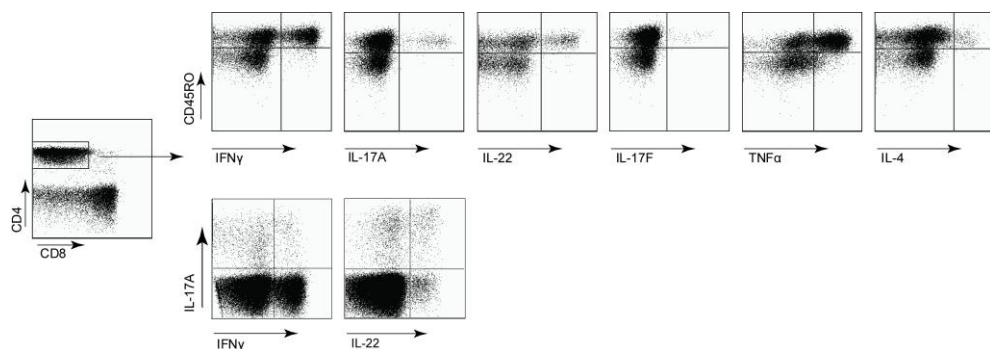 CD45RO
IFNγ
IL-17A
IL-22
IL-17F
TNFα
IL-4
CD4
CD8
IL-17A
IFNγ
IL-22